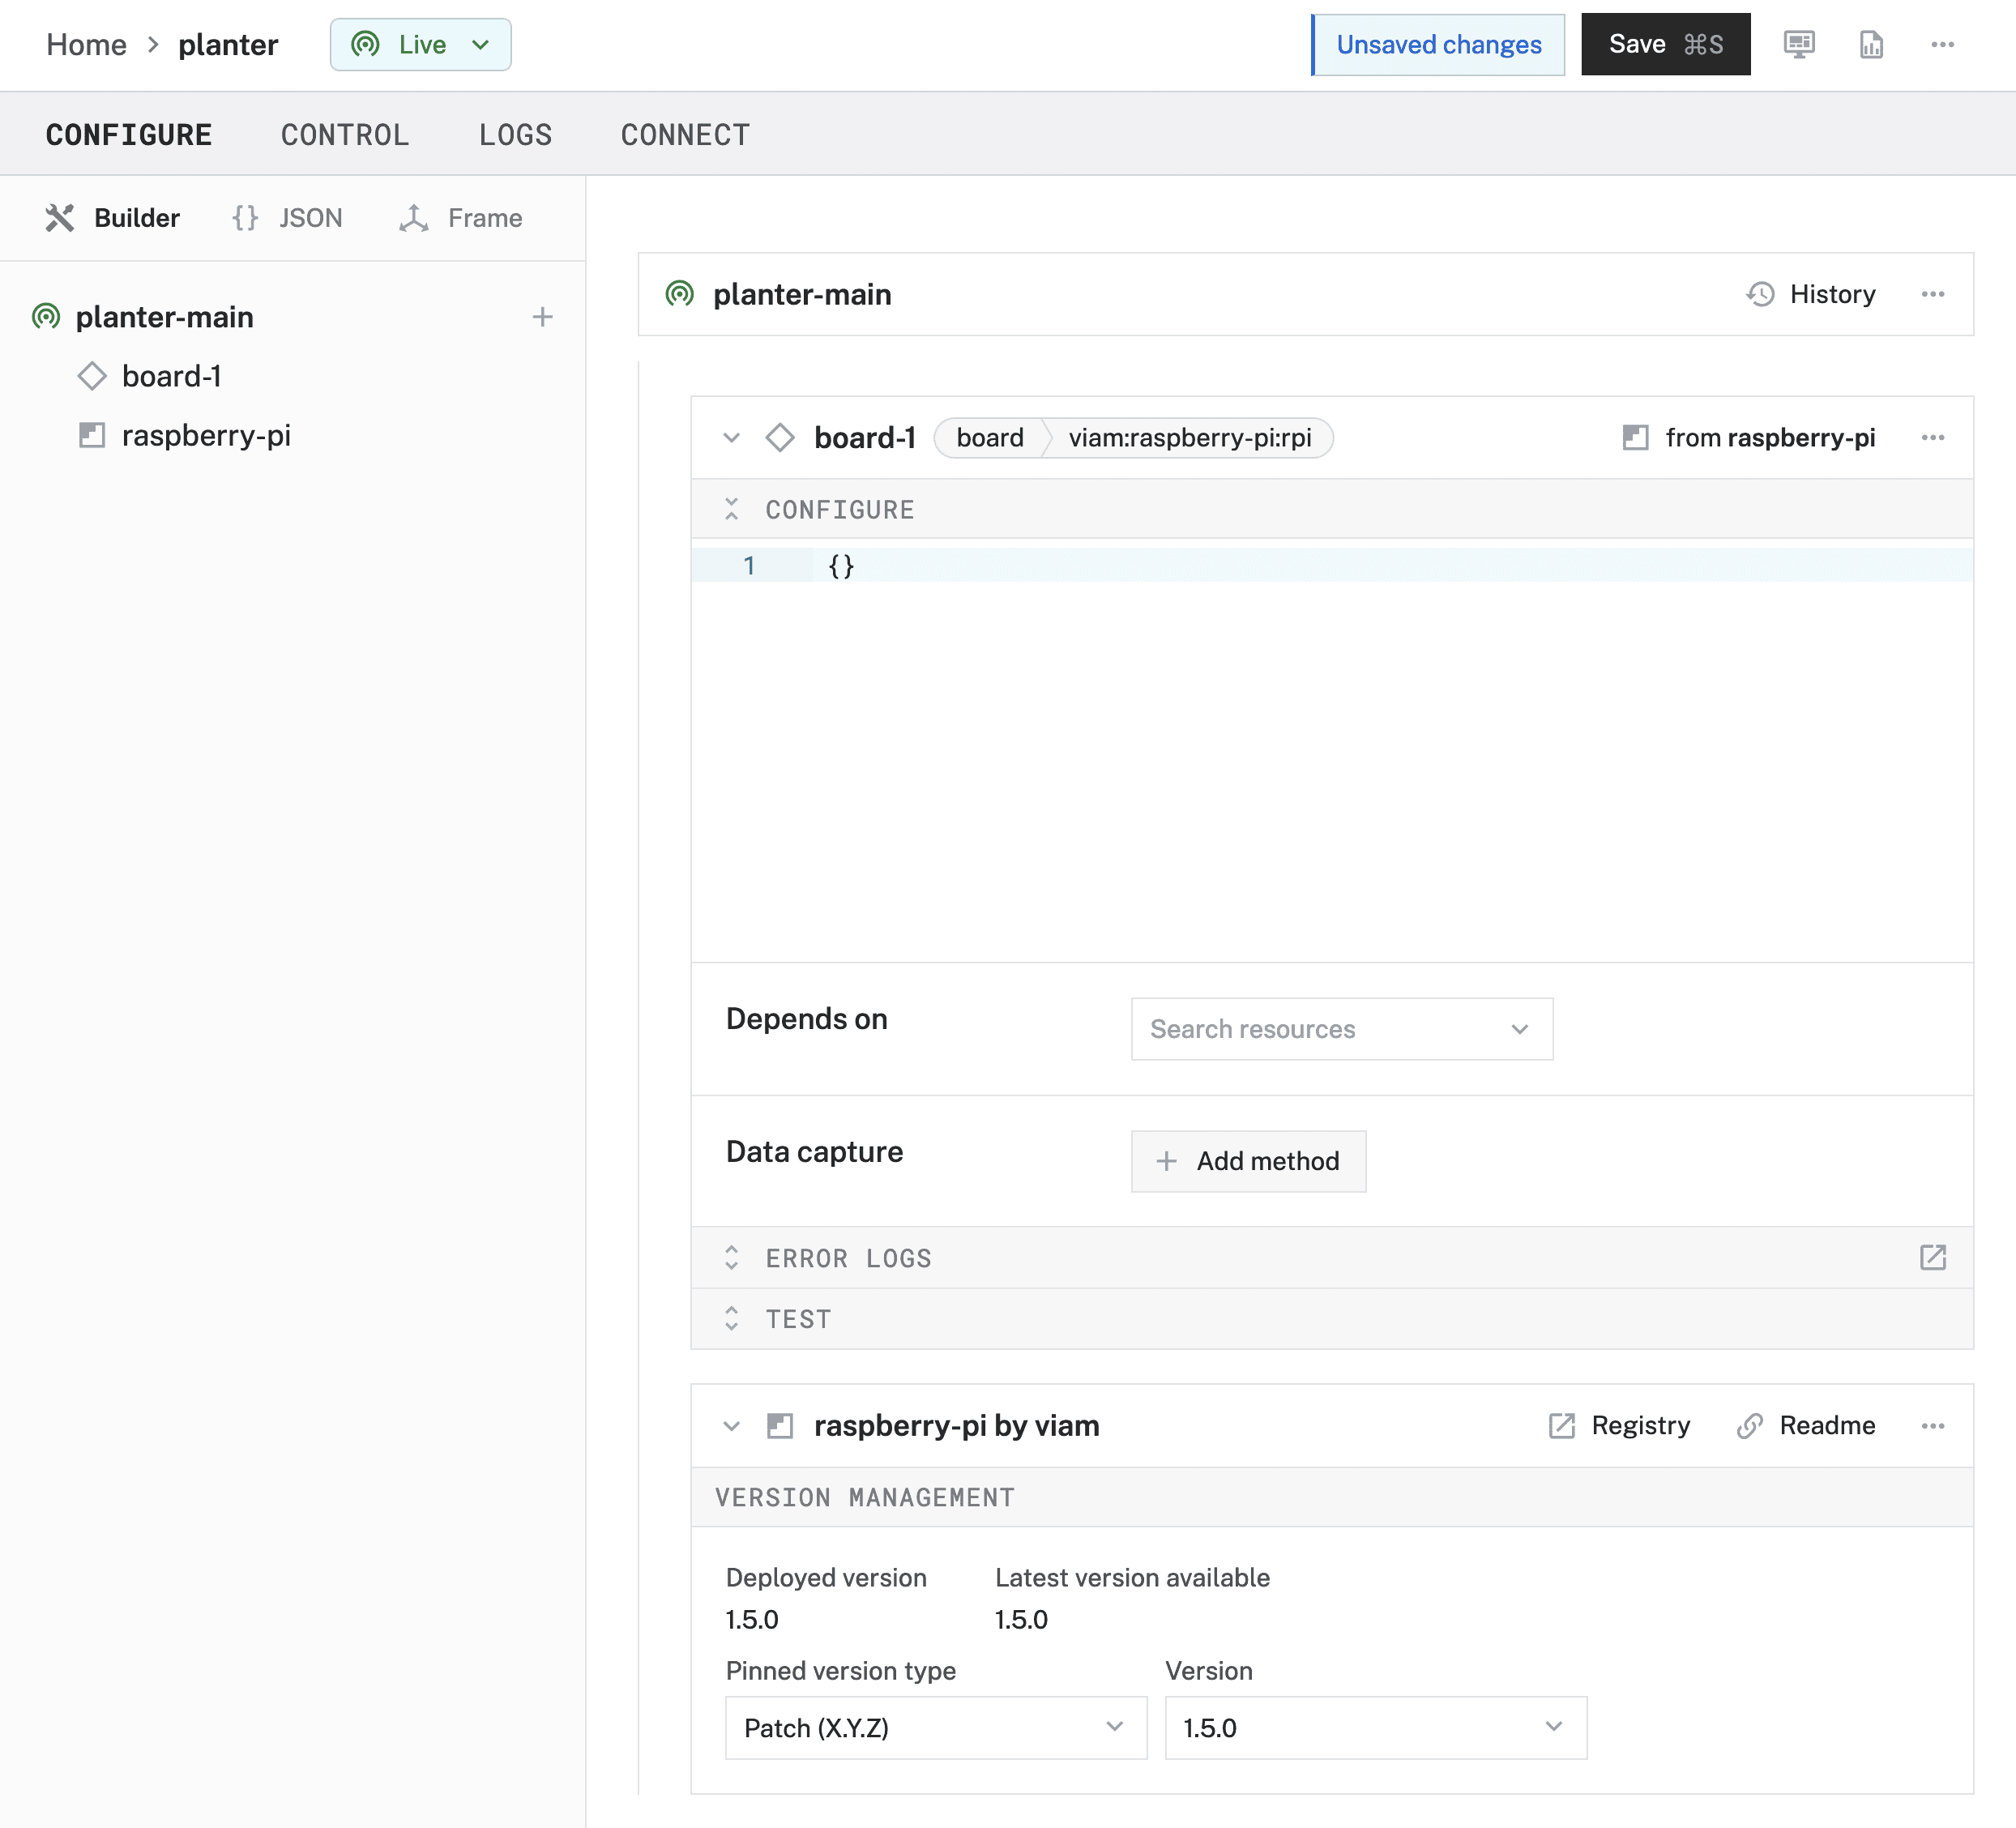 Home > planter Live Unsaved changes Save ⌘S
CONFIGURE CONTROL LOGS CONNECT
Builder {} JSON Frame
planter-main
board-1
raspberry-pi
planter-main History
board-1 board viam:raspberry-pi:rpi from raspberry-pi
CONFIGURE
1 {}
Depends on Search resources
Data capture + Add method
ERROR LOGS
TEST
raspberry-pi by viam Registry Readme
VERSION MANAGEMENT
Deployed version Latest version available
1.5.0 1.5.0
Pinned version type Version
Patch (X.Y.Z) 1.5.0